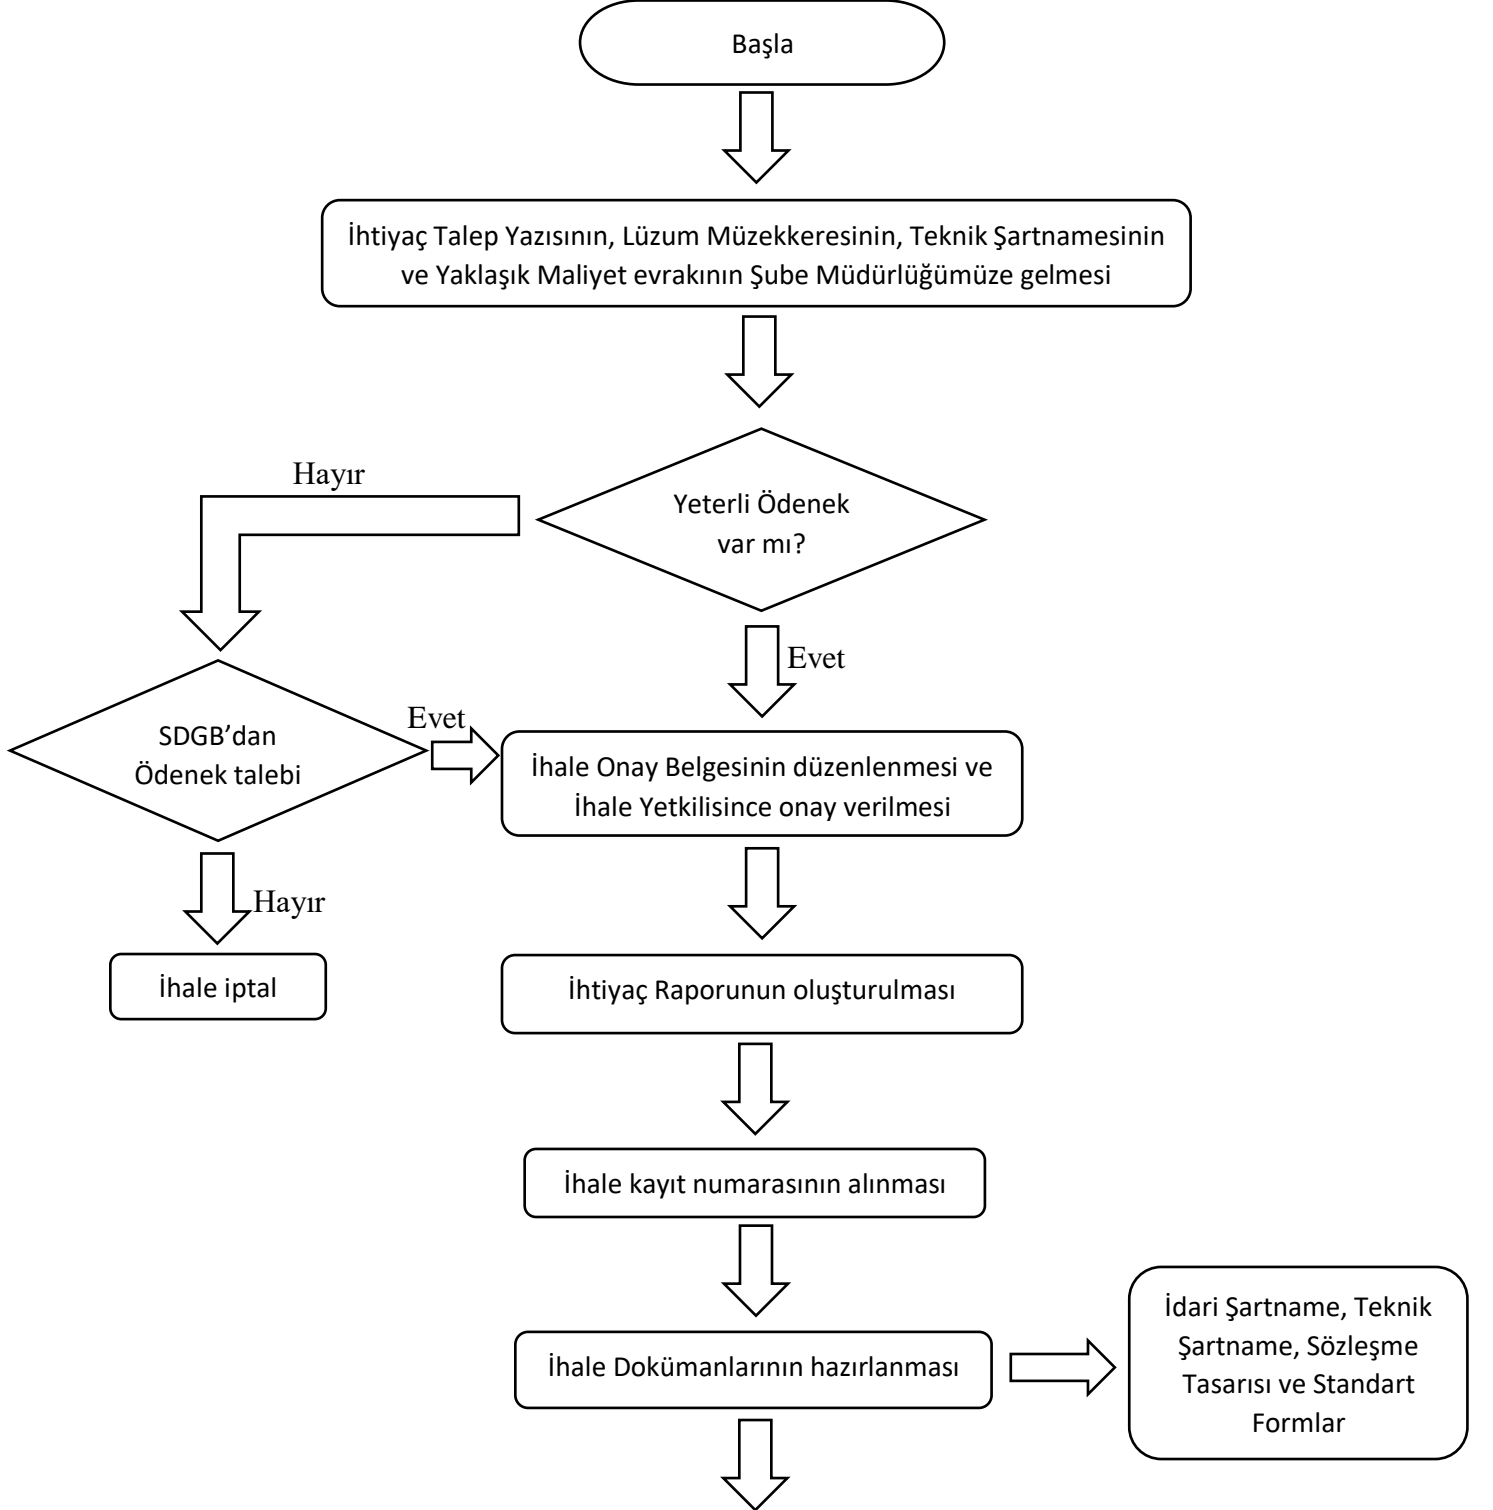 Başla
İhtiyaç Talep Yazısının, Lüzum Müzekkeresinin, Teknik Şartnamesinin
ve Yaklaşık Maliyet evrakının Şube Müdürlüğümüze gelmesi
Hayır
Yeterli Ödenek
var mı?
Evet
SDGB’dan
Ödenek talebi
Evet
İhale Onay Belgesinin düzenlenmesi ve
İhale Yetkilisince onay verilmesi
Hayır
İhale iptal
İhtiyaç Raporunun oluşturulması
İhale kayıt numarasının alınması
İhale Dokümanlarının hazırlanması
İdari Şartname, Teknik
Şartname, Sözleşme
Tasarısı ve Standart
Formlar